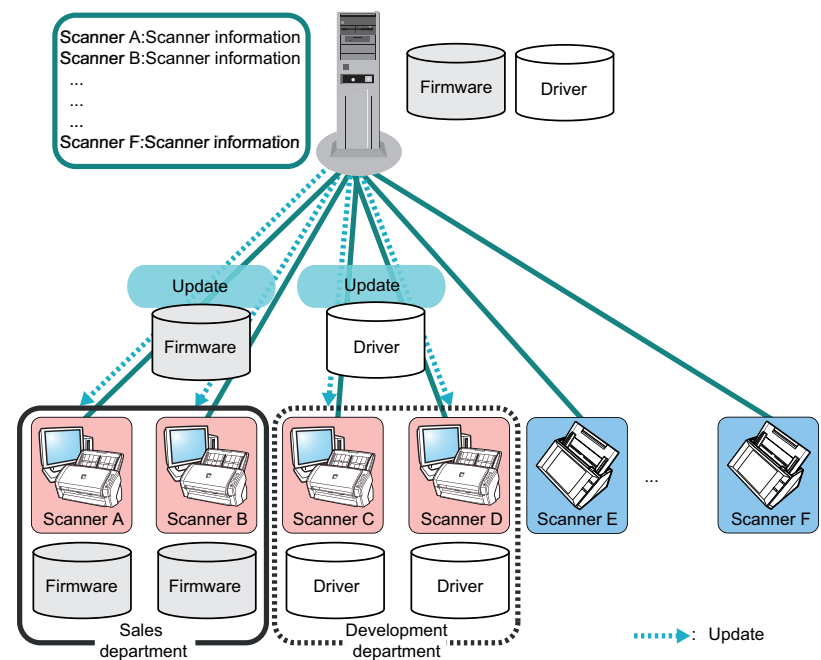 Scanner A:Scanner information
Scanner B:Scanner information
...
...
...
Scanner F:Scanner information
Firmware
Driver
Update
Update
Firmware
Driver
Scanner A
Scanner B
Scanner C
Scanner D
Scanner E
...
Scanner F
Firmware
Firmware
Driver
Driver
Sales
department
Development
department
: Update